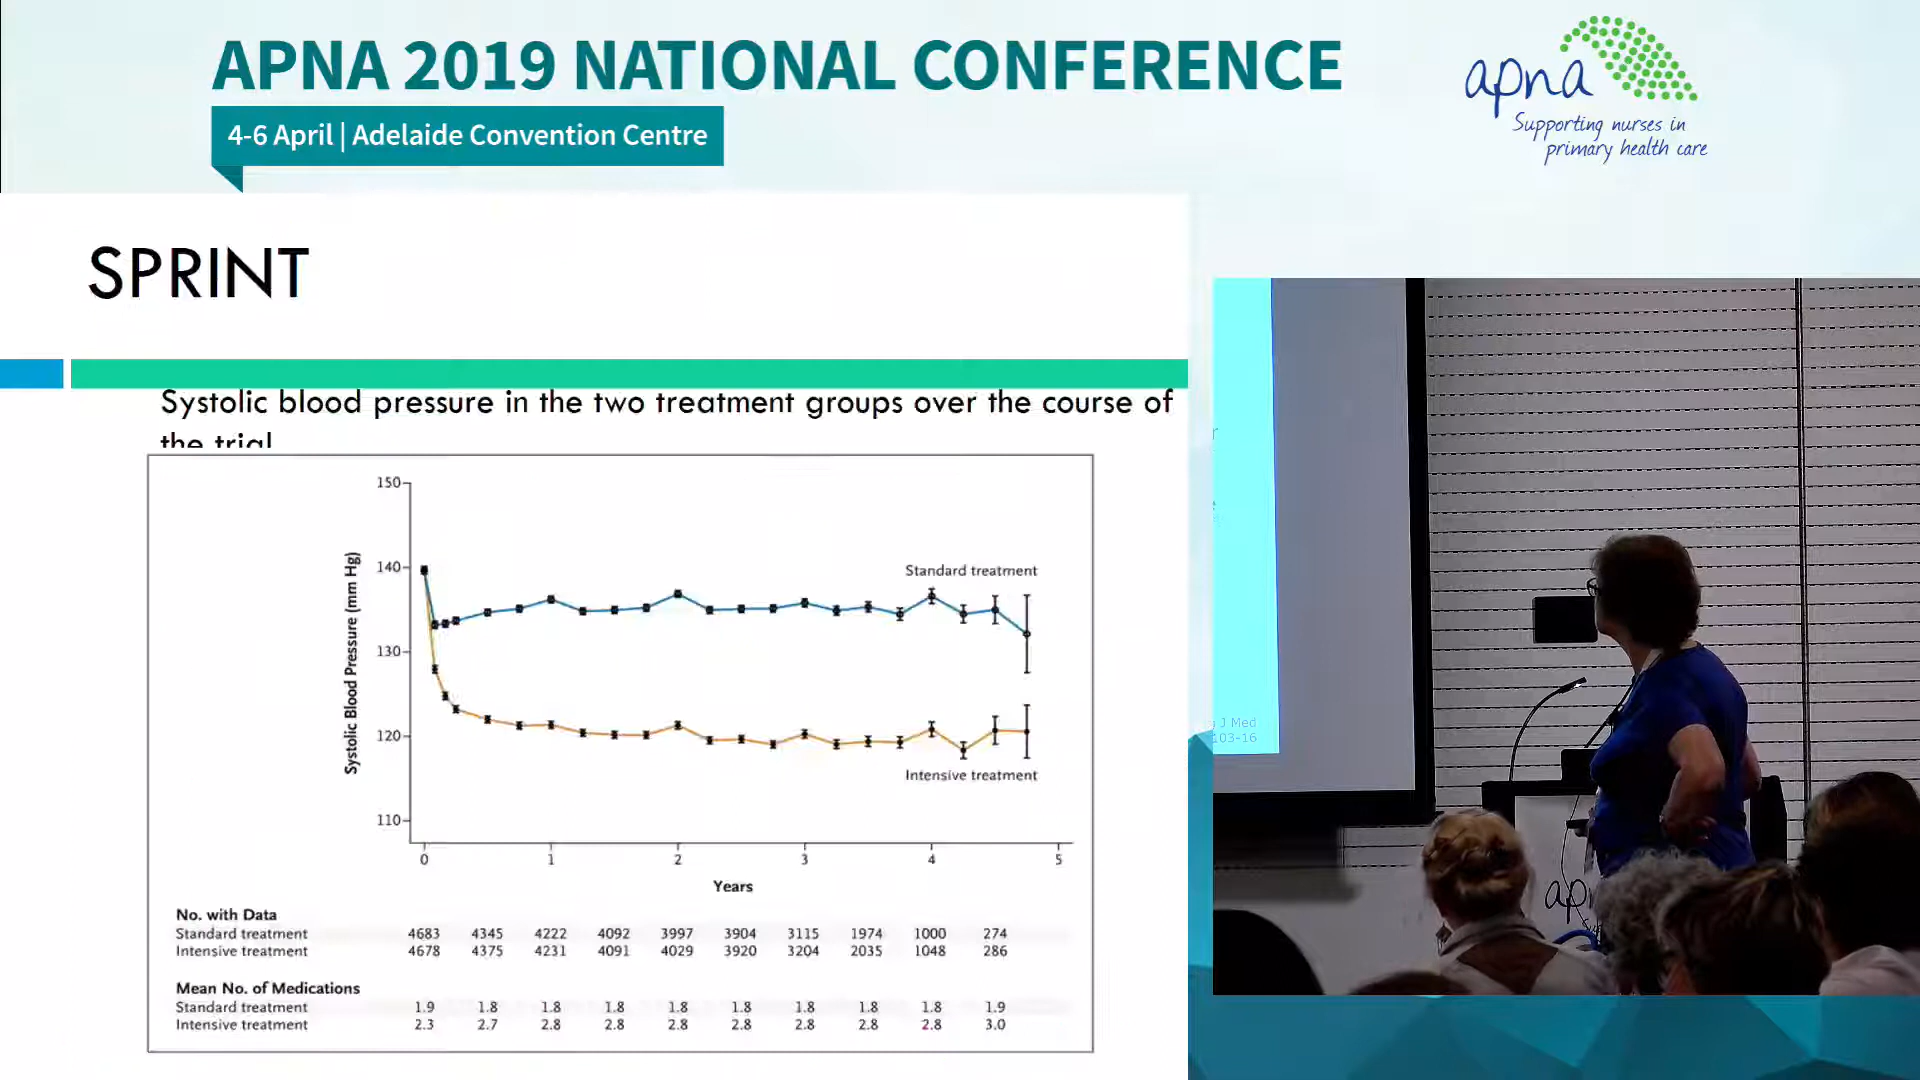 APNA 2019 NATIONAL CONFERENCE
4-6 April | Adelaide Convention Centre
apna
Supporting nurses in
primary health care
SPRINT
Systolic blood pressure in the two treatment groups over the course of
the trial
150
140
130
120
110
Systolic Blood Pressure (mm Hg)
Standard treatment
Intensive treatment
0 1 2 3 4 5
Years
No. with Data
Standard treatment 4683 4345 4222 4092 3997 3904 3115 1974 1000 274
Intensive treatment 4678 4375 4231 4091 4029 3920 3204 2035 1048 286
Mean No. of Medications
Standard treatment 1.9 1.8 1.8 1.8 1.8 1.8 1.8 1.8 1.8 1.9
Intensive treatment 2.3 2.7 2.8 2.8 2.8 2.8 2.8 2.8 2.8 3.0
J Med
103-16